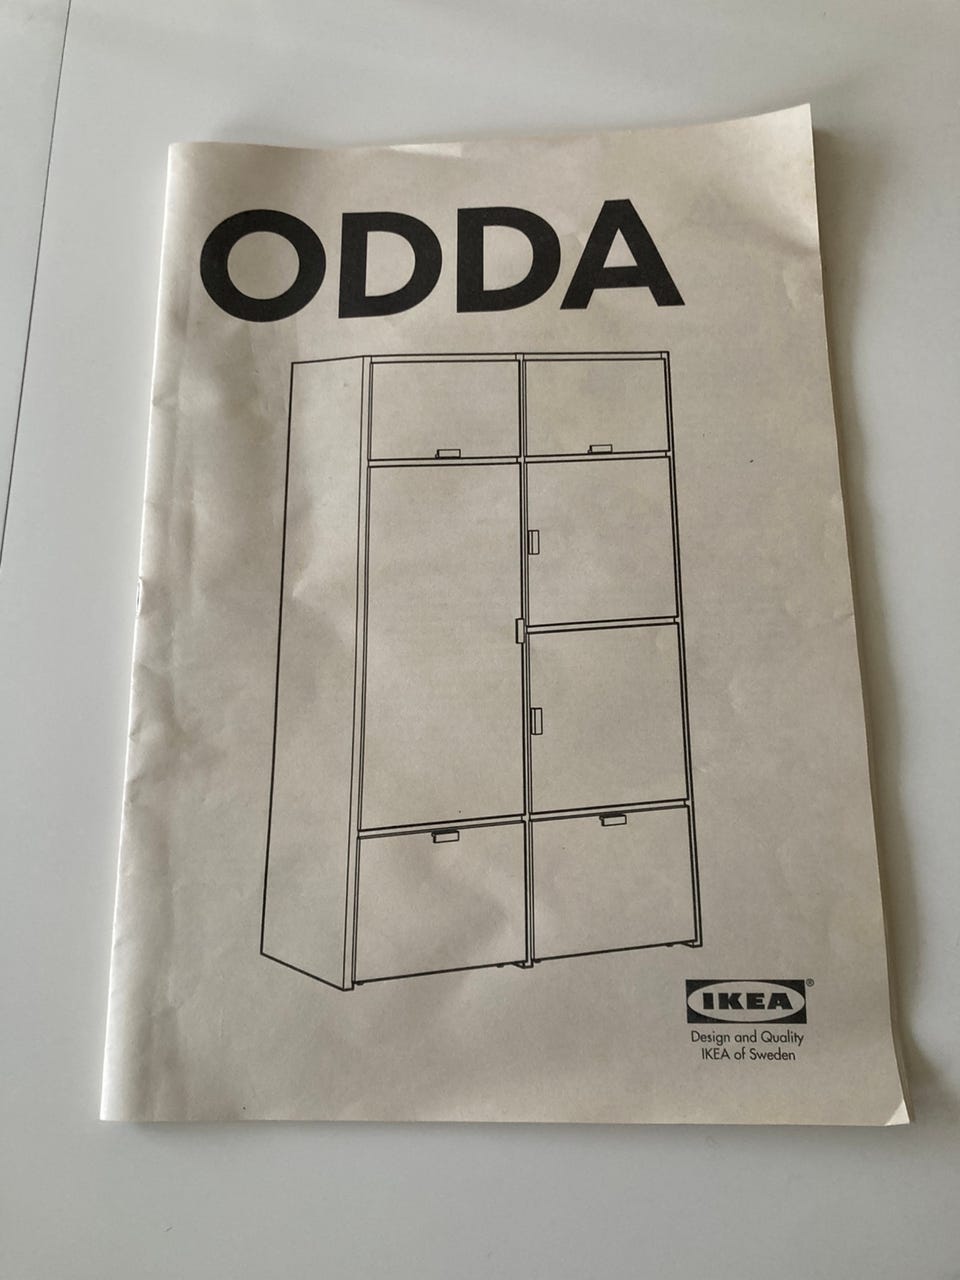 ODDA
IKEA®
Design and Quality
IKEA of Sweden